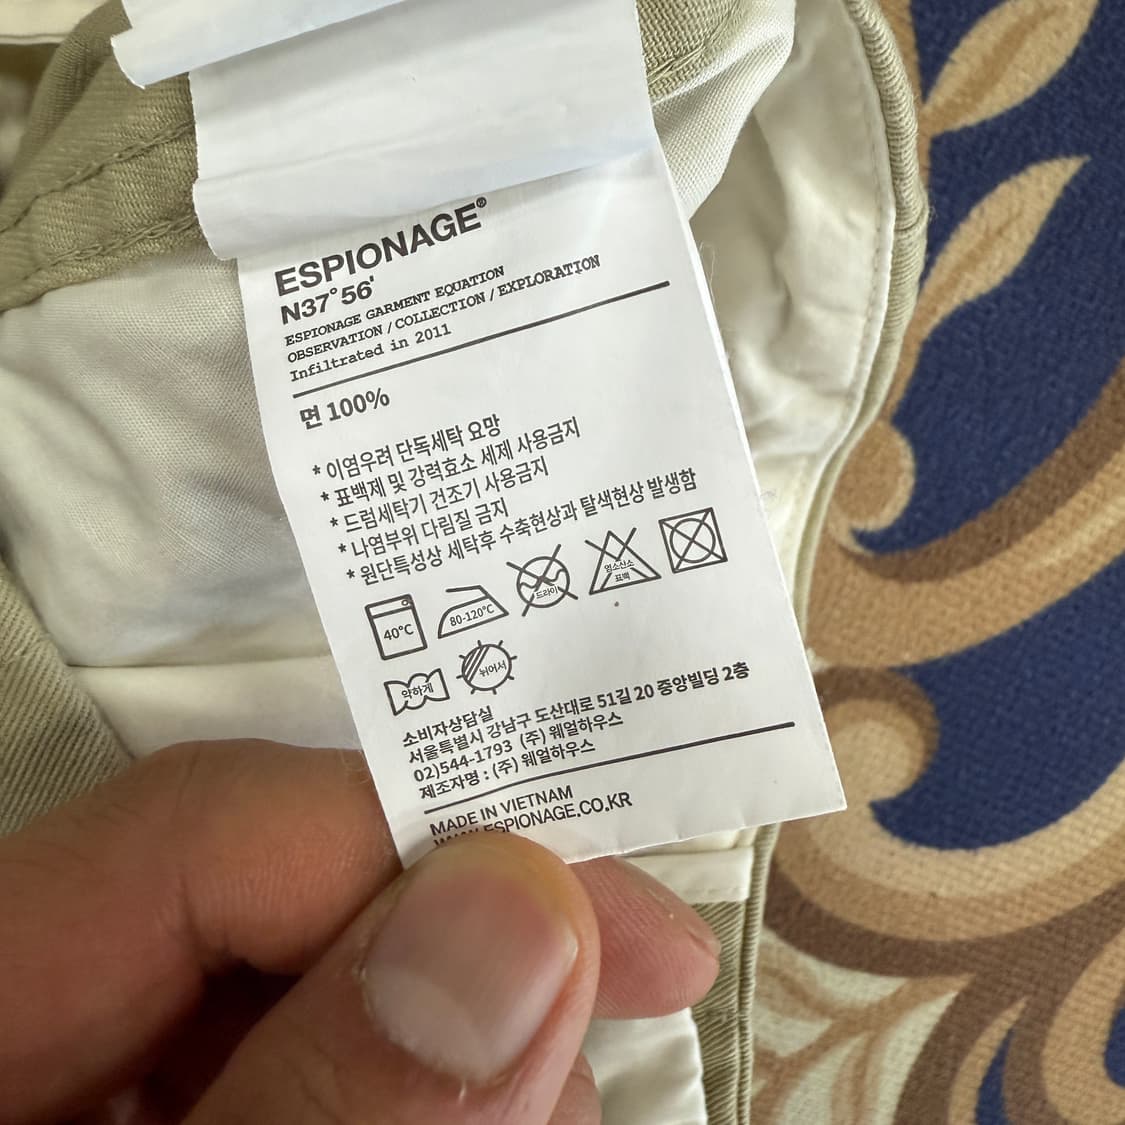 ESPIONAGE®
N37°56'
ESPIONAGE GARMENT EQUATION
OBSERVATION / COLLECTION / EXPLORATION
Infiltrated in 2011
면 100%
* 이염우려 단독세탁 요망
* 표백제 및 강력효소 세제 사용금지
* 드럼세탁기 건조기 사용금지
* 나염부위 다림질 금지
* 원단특성상 세탁후 수축현상과 탈색현상 발생함
40℃ 80-120℃ 드라이 염소산소 표백
약하게 뉘어서
소비자상담실
서울특별시 강남구 도산대로 51길 20 중앙빌딩 2층
02)544-1793 (주) 웨얼하우스
제조자명 : (주) 웨얼하우스
MADE IN VIETNAM
WWW.ESPIONAGE.CO.KR